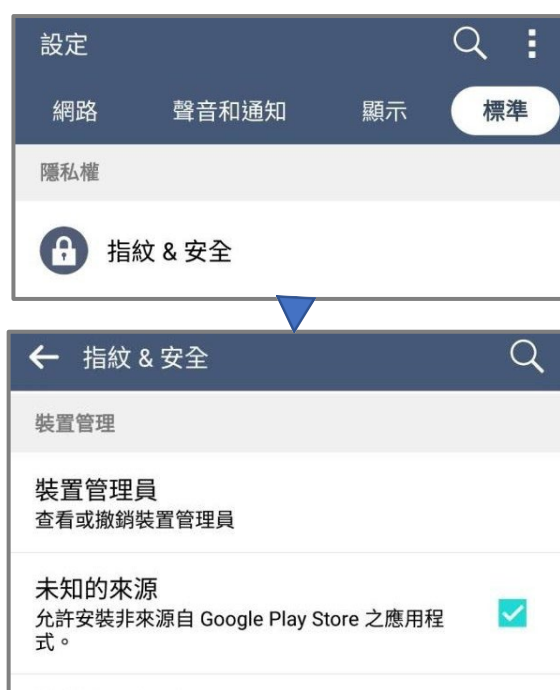 設定
網路 聲音和通知 顯示 標準
隱私權
指紋 & 安全
指紋 & 安全
裝置管理
裝置管理員
查看或撤銷裝置管理員
未知的來源
允許安裝非來源自 Google Play Store 之應用程
式。